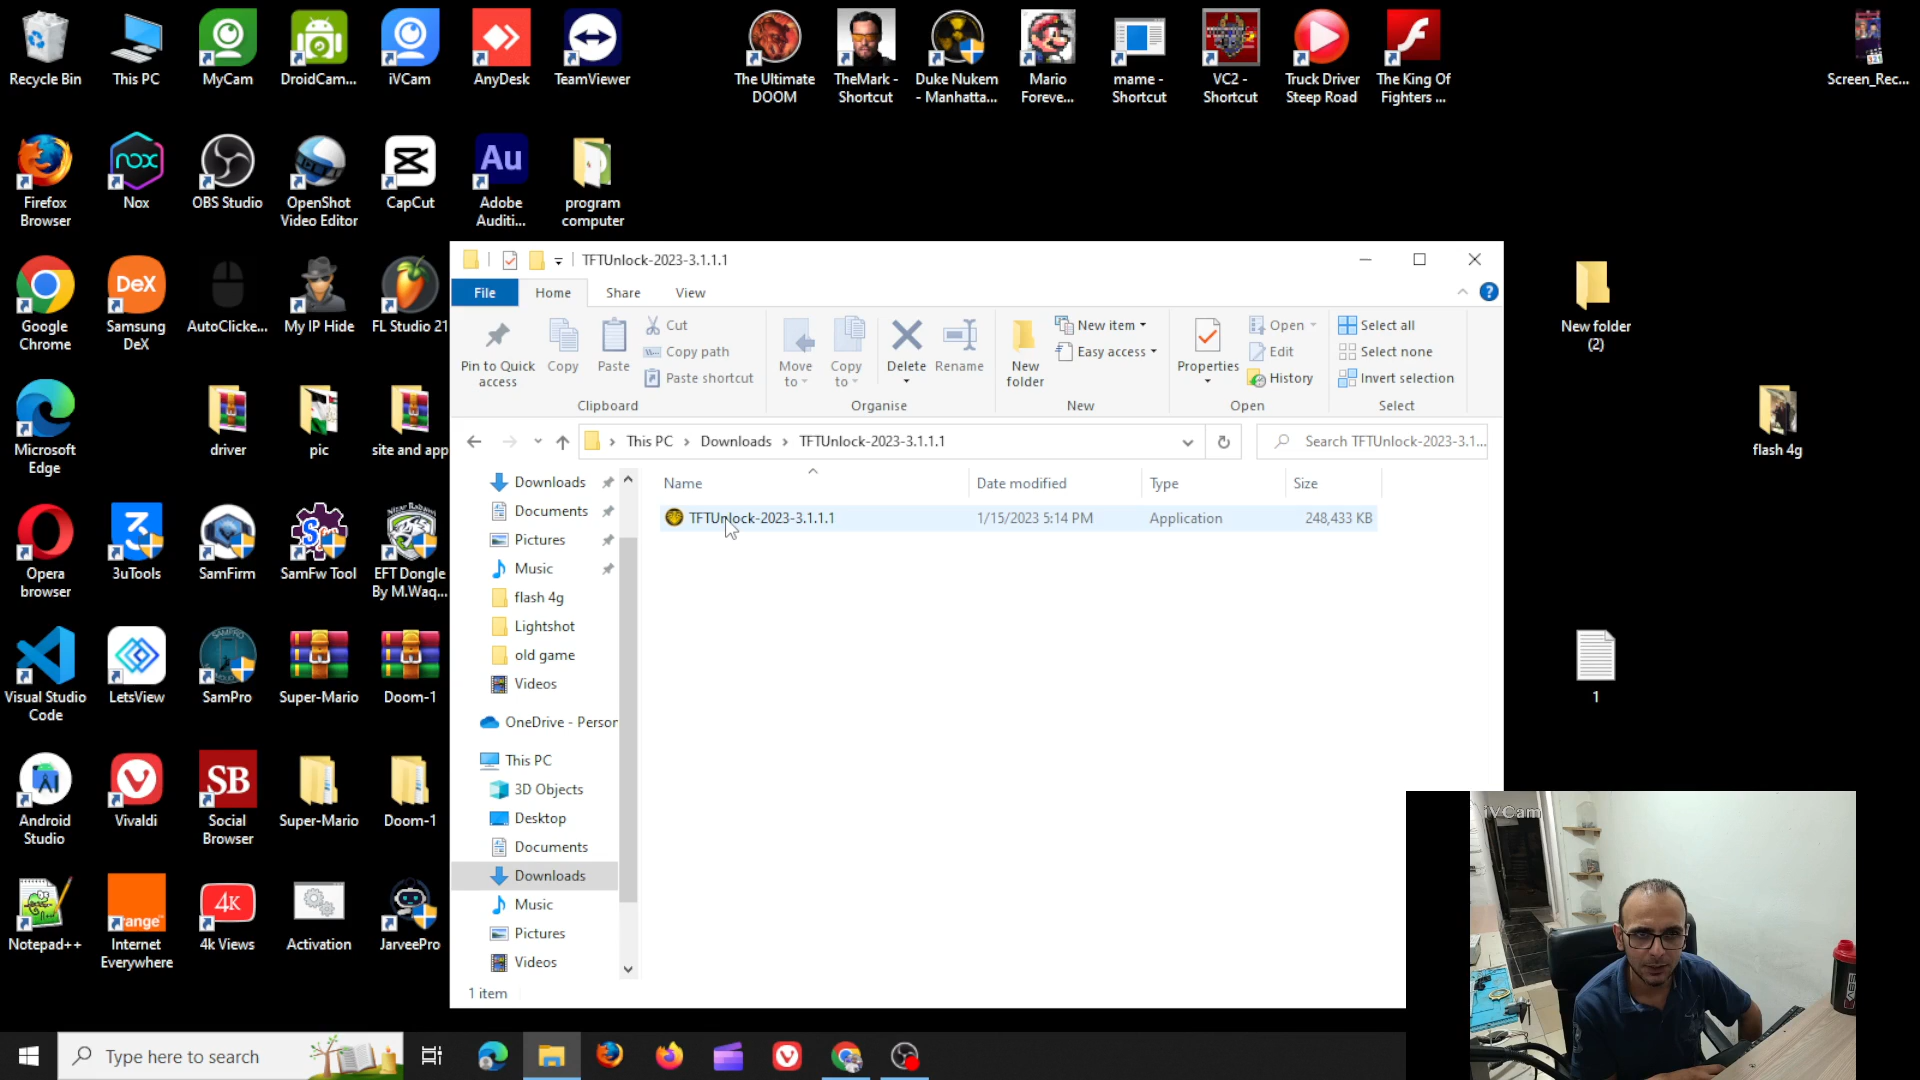 Recycle Bin
This PC
MyCam
DroidCam...
iVCam
AnyDesk
TeamViewer
The Ultimate
DOOM
TheMark -
Shortcut
Duke Nukem
- Manhatta...
Mario
Foreve...
mame -
Shortcut
VC2 -
Shortcut
Truck Driver
Steep Road
The King Of
Fighters ...
Screen_Rec...
Firefox
Browser
nox
Nox
OBS Studio
OpenShot
Video Editor
CapCut
Au
Adobe
Auditi...
program
computer
Google
Chrome
DeX
Samsung
DeX
AutoClicke...
My IP Hide
FL Studio 21
Microsoft
Edge
driver
pic
site and app
Opera
browser
3uTools
SamFirm
SamFw Tool
EFT Dongle
By M.Waq...
Visual Studio
Code
LetsView
SamPro
Super-Mario
Doom-1
Android
Studio
Vivaldi
SB
Social
Browser
Super-Mario
Doom-1
Notepad++
range
Internet
Everywhere
4K
4k Views
Activation
JarveePro
New folder
(2)
flash 4g
1
TFTUnlock-2023-3.1.1.1
File
Home
Share
View
Pin to Quick
access
Copy
Paste
Cut
Copy path
Paste shortcut
Clipboard
Move
to
Copy
to
Delete
Rename
Organise
New
folder
New item
Easy access
New
Properties
Open
Edit
History
Open
Select all
Select none
Invert selection
Select
This PC
Downloads
TFTUnlock-2023-3.1.1.1
Search TFTUnlock-2023-3.1...
Name
Date modified
Type
Size
TFTUnlock-2023-3.1.1.1
1/15/2023 5:14 PM
Application
248,433 KB
Downloads
Documents
Pictures
Music
flash 4g
Lightshot
old game
Videos
OneDrive - Person
This PC
3D Objects
Desktop
Documents
Downloads
Music
Pictures
Videos
1 item
iVCam
Type here to search